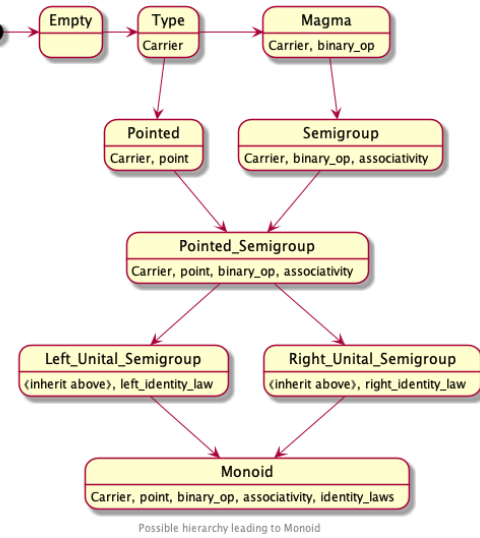 Empty
Type
Carrier
Magma
Carrier, binary_op
Pointed
Carrier, point
Semigroup
Carrier, binary_op, associativity
Pointed_Semigroup
Carrier, point, binary_op, associativity
Left_Unital_Semigroup
⟪inherit above⟫, left_identity_law
Right_Unital_Semigroup
⟪inherit above⟫, right_identity_law
Monoid
Carrier, point, binary_op, associativity, identity_laws
Possible hierarchy leading to Monoid